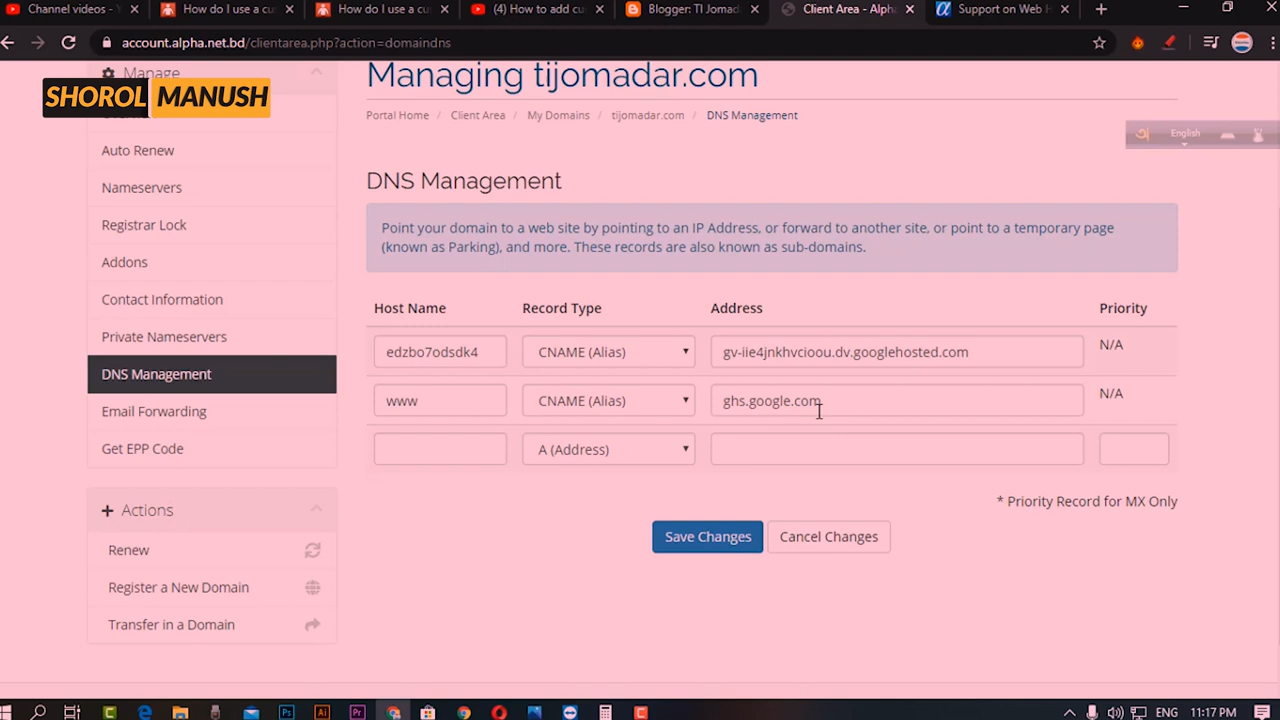 Channel videos - Y
How do I use a cus
How do I use a cus
(4) How to add cu
Blogger: TI Jomad
Client Area - Alpha
Support on Web H
account.alpha.net.bd/clientarea.php?action=domaindns
Manage
SHOROL MANUSH
Auto Renew
Nameservers
Registrar Lock
Addons
Contact Information
Private Nameservers
DNS Management
Email Forwarding
Get EPP Code
Actions
Renew
Register a New Domain
Transfer in a Domain
Managing tijomadar.com
Portal Home / Client Area / My Domains / tijomadar.com / DNS Management
English
DNS Management
Point your domain to a web site by pointing to an IP Address, or forward to another site, or point to a temporary page
(known as Parking), and more. These records are also known as sub-domains.
Host Name Record Type Address Priority
edzbo7odsdk4 CNAME (Alias) gv-iie4jnkhvcioou.dv.googlehosted.com N/A
www CNAME (Alias) ghs.google.com N/A
A (Address)
* Priority Record for MX Only
Save Changes Cancel Changes
ENG 11:17 PM